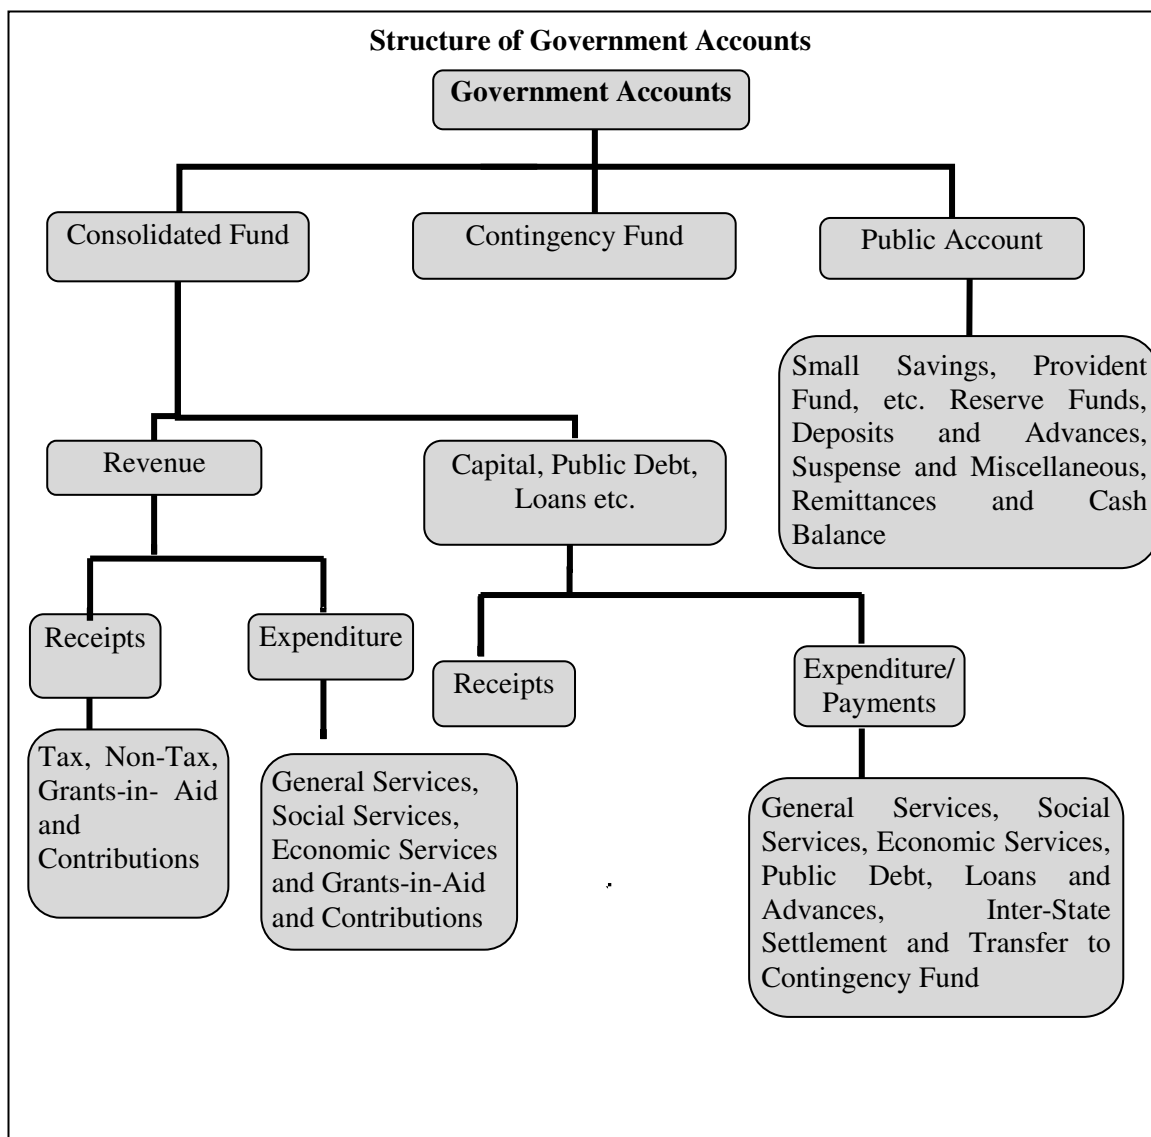 Structure of Government Accounts
Government Accounts
Consolidated Fund
Contingency Fund
Public Account
Small Savings, Provident
Fund, etc. Reserve Funds,
Deposits and Advances,
Suspense and Miscellaneous,
Remittances and Cash
Balance
Revenue
Capital, Public Debt,
Loans etc.
Receipts
Expenditure
Receipts
Expenditure/
Payments
Tax, Non-Tax,
Grants-in- Aid
and
Contributions
General Services,
Social Services,
Economic Services
and Grants-in-Aid
and Contributions
General Services, Social
Services, Economic Services,
Public Debt, Loans and
Advances, Inter-State
Settlement and Transfer to
Contingency Fund